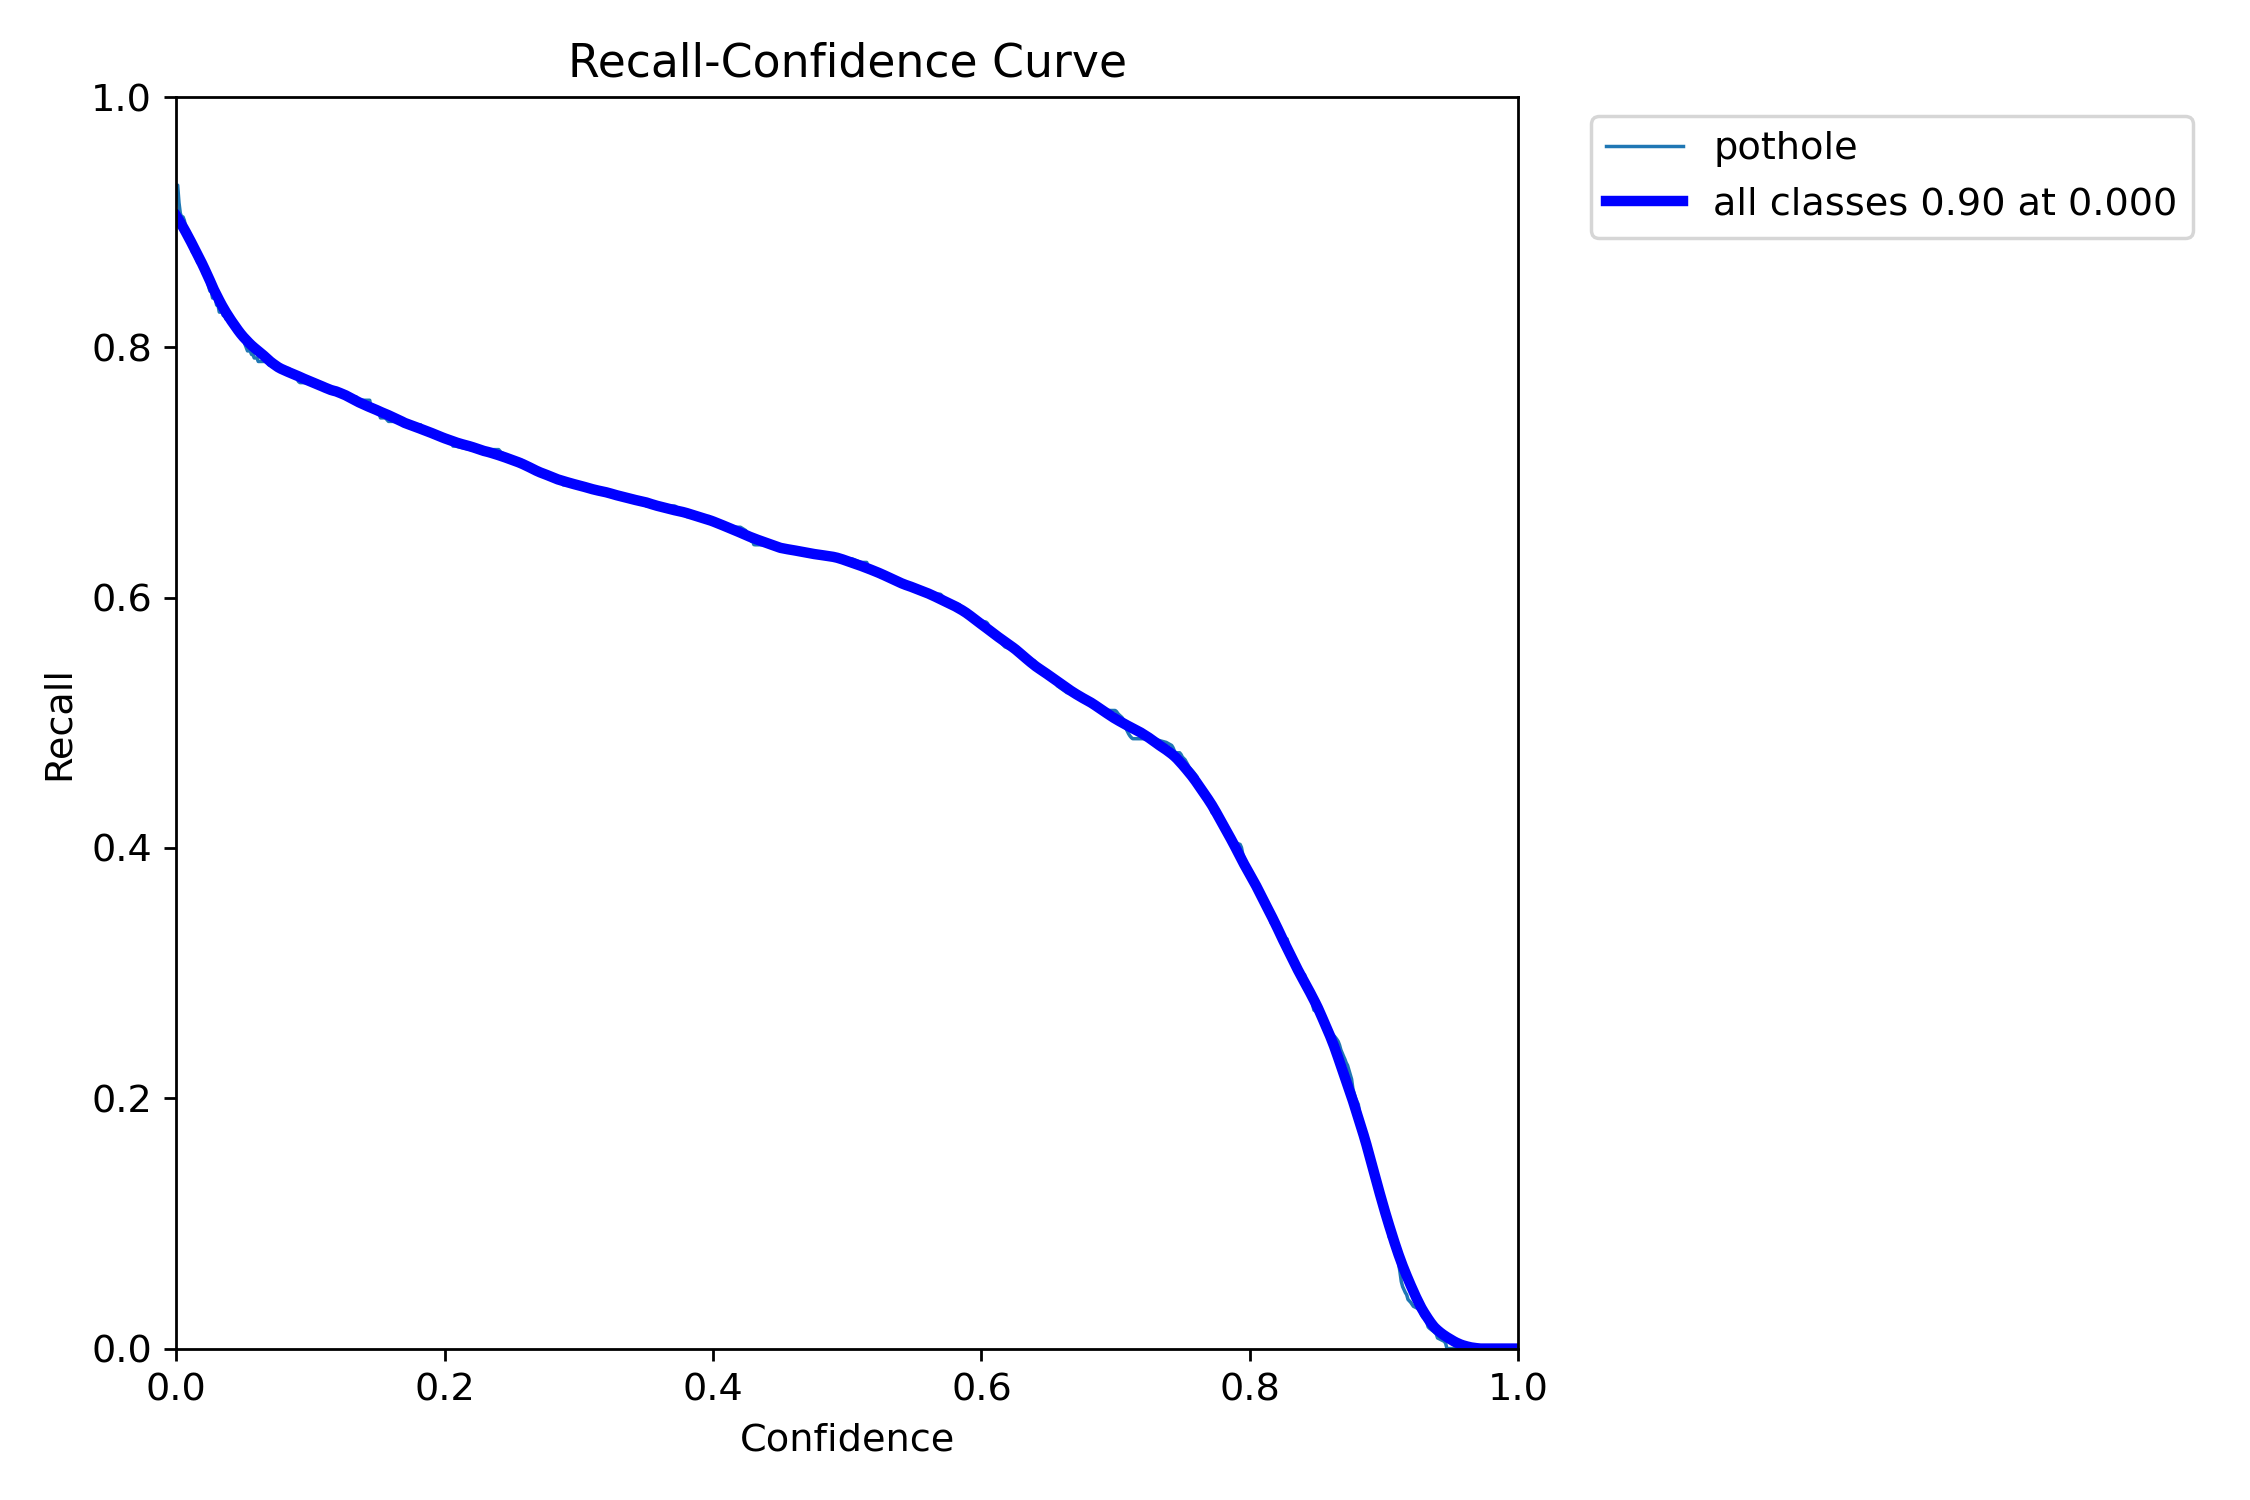 Recall-Confidence Curve
1.0
0.8
0.6
0.4
0.2
0.0
Recall
0.0 0.2 0.4 0.6 0.8 1.0
Confidence
pothole
all classes 0.90 at 0.000